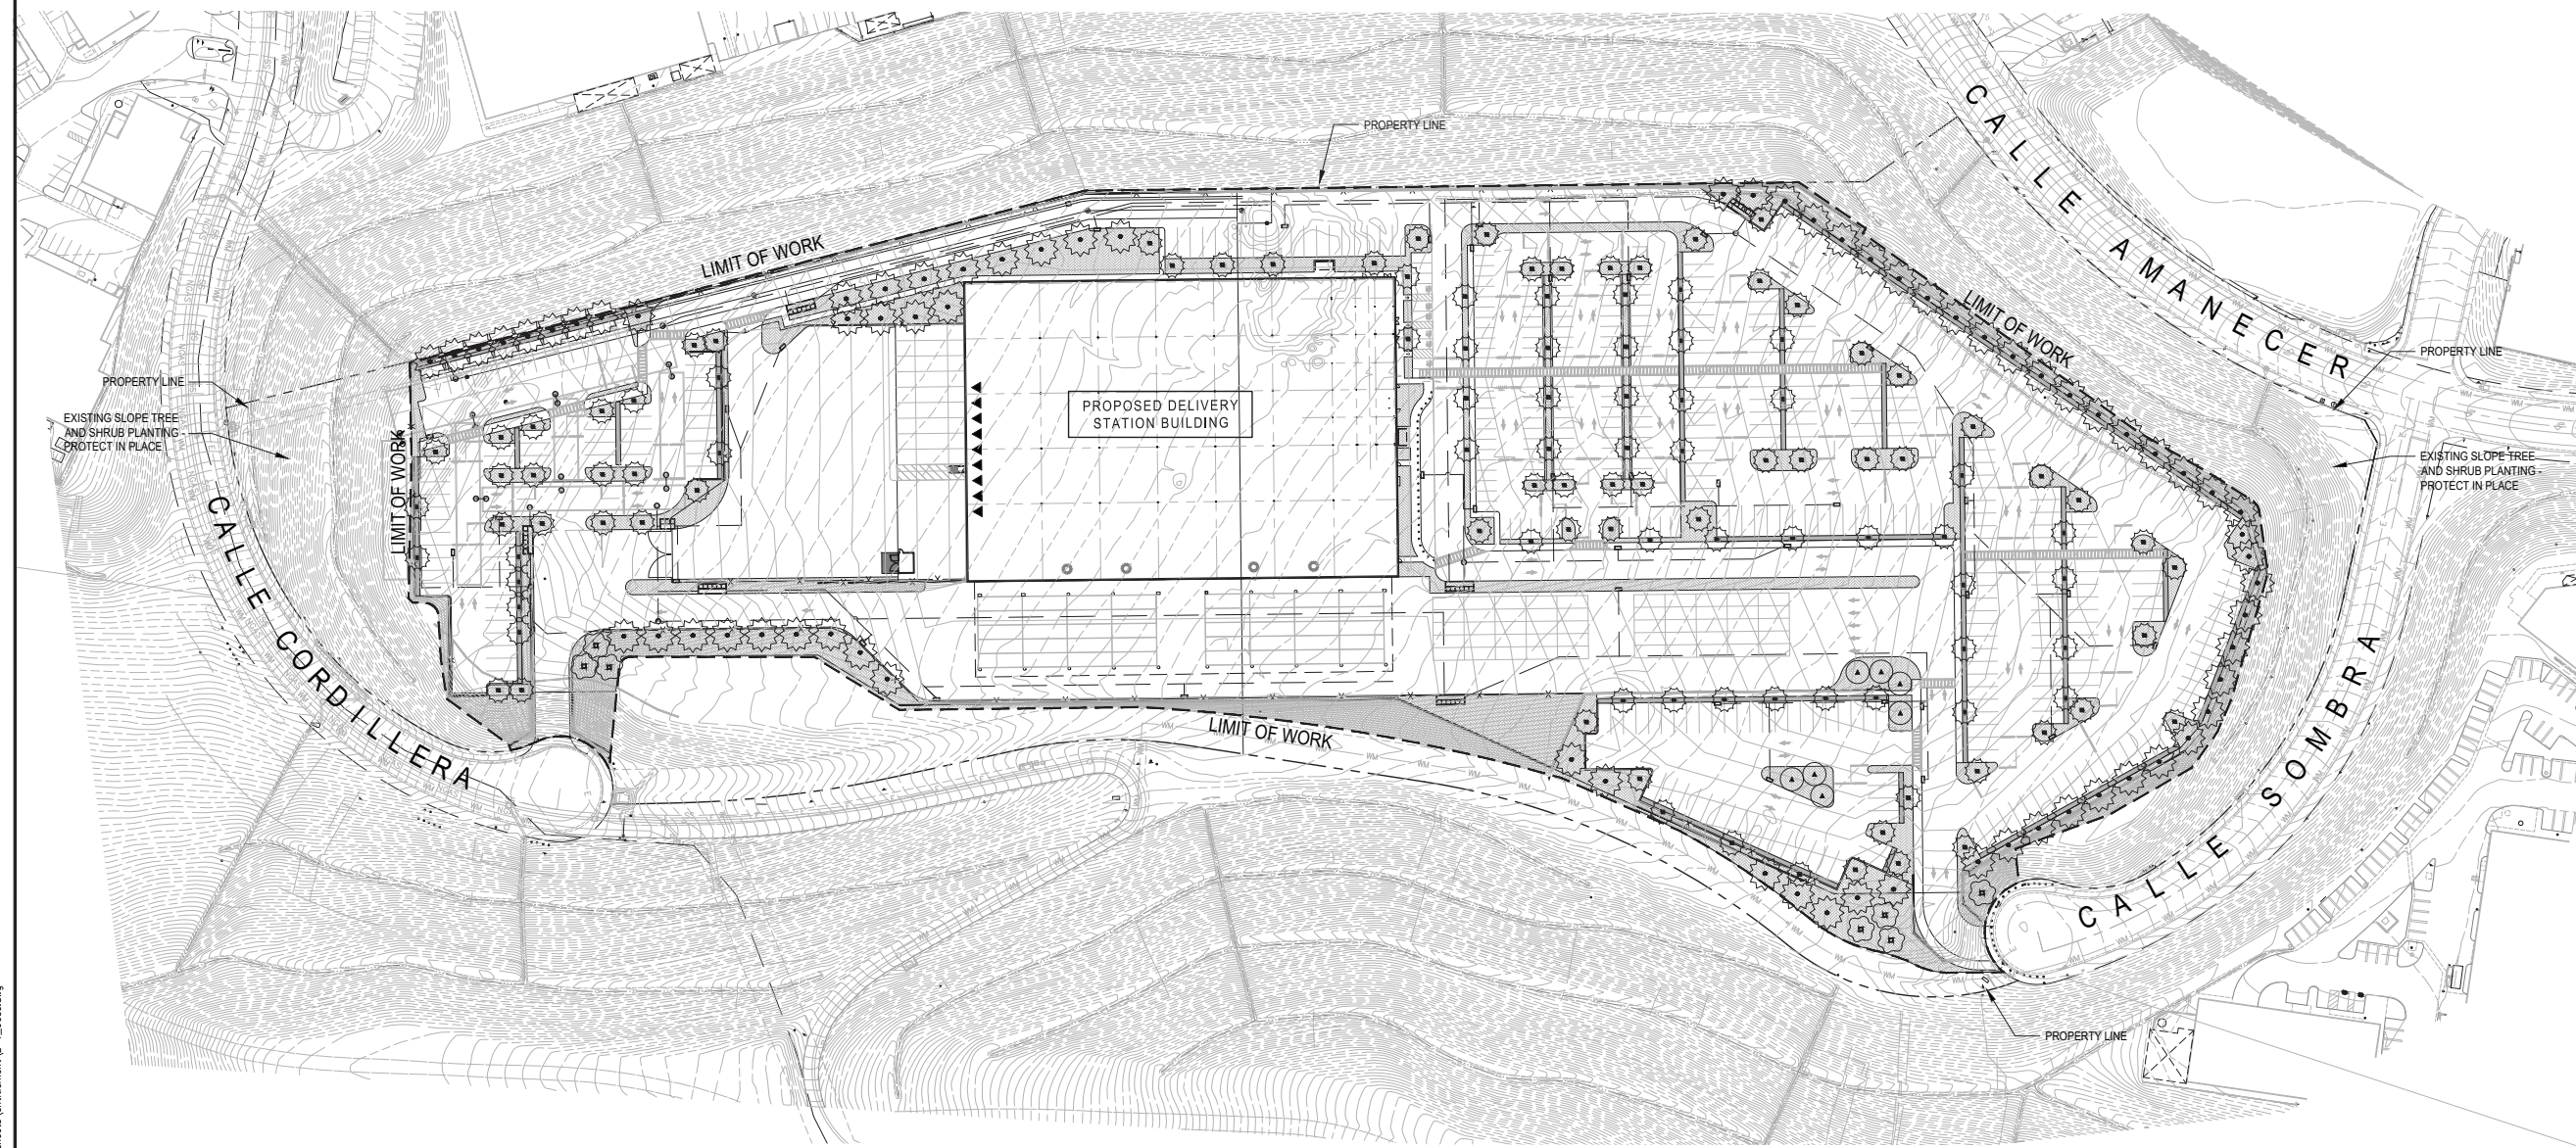 PROPERTY LINE
CALLE AMANECER
LIMIT OF WORK
LIMIT OF WORK
PROPERTY LINE
PROPERTY LINE
EXISTING SLOPE TREE
AND SHRUB PLANTING -
PROTECT IN PLACE
PROPOSED DELIVERY
STATION BUILDING
LIMIT OF WORK
EXISTING SLOPE TREE
AND SHRUB PLANTING -
PROTECT IN PLACE
CALLE CORDILLERA
LIMIT OF WORK
CALLE SOMBRA
PROPERTY LINE